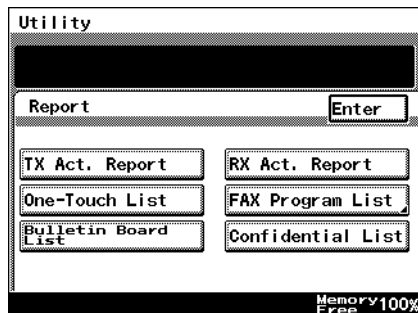 Utility
Report
Enter
TX Act. Report
RX Act. Report
One-Touch List
FAX Program List
Bulletin Board
List
Confidential List
Memory
Free 100%